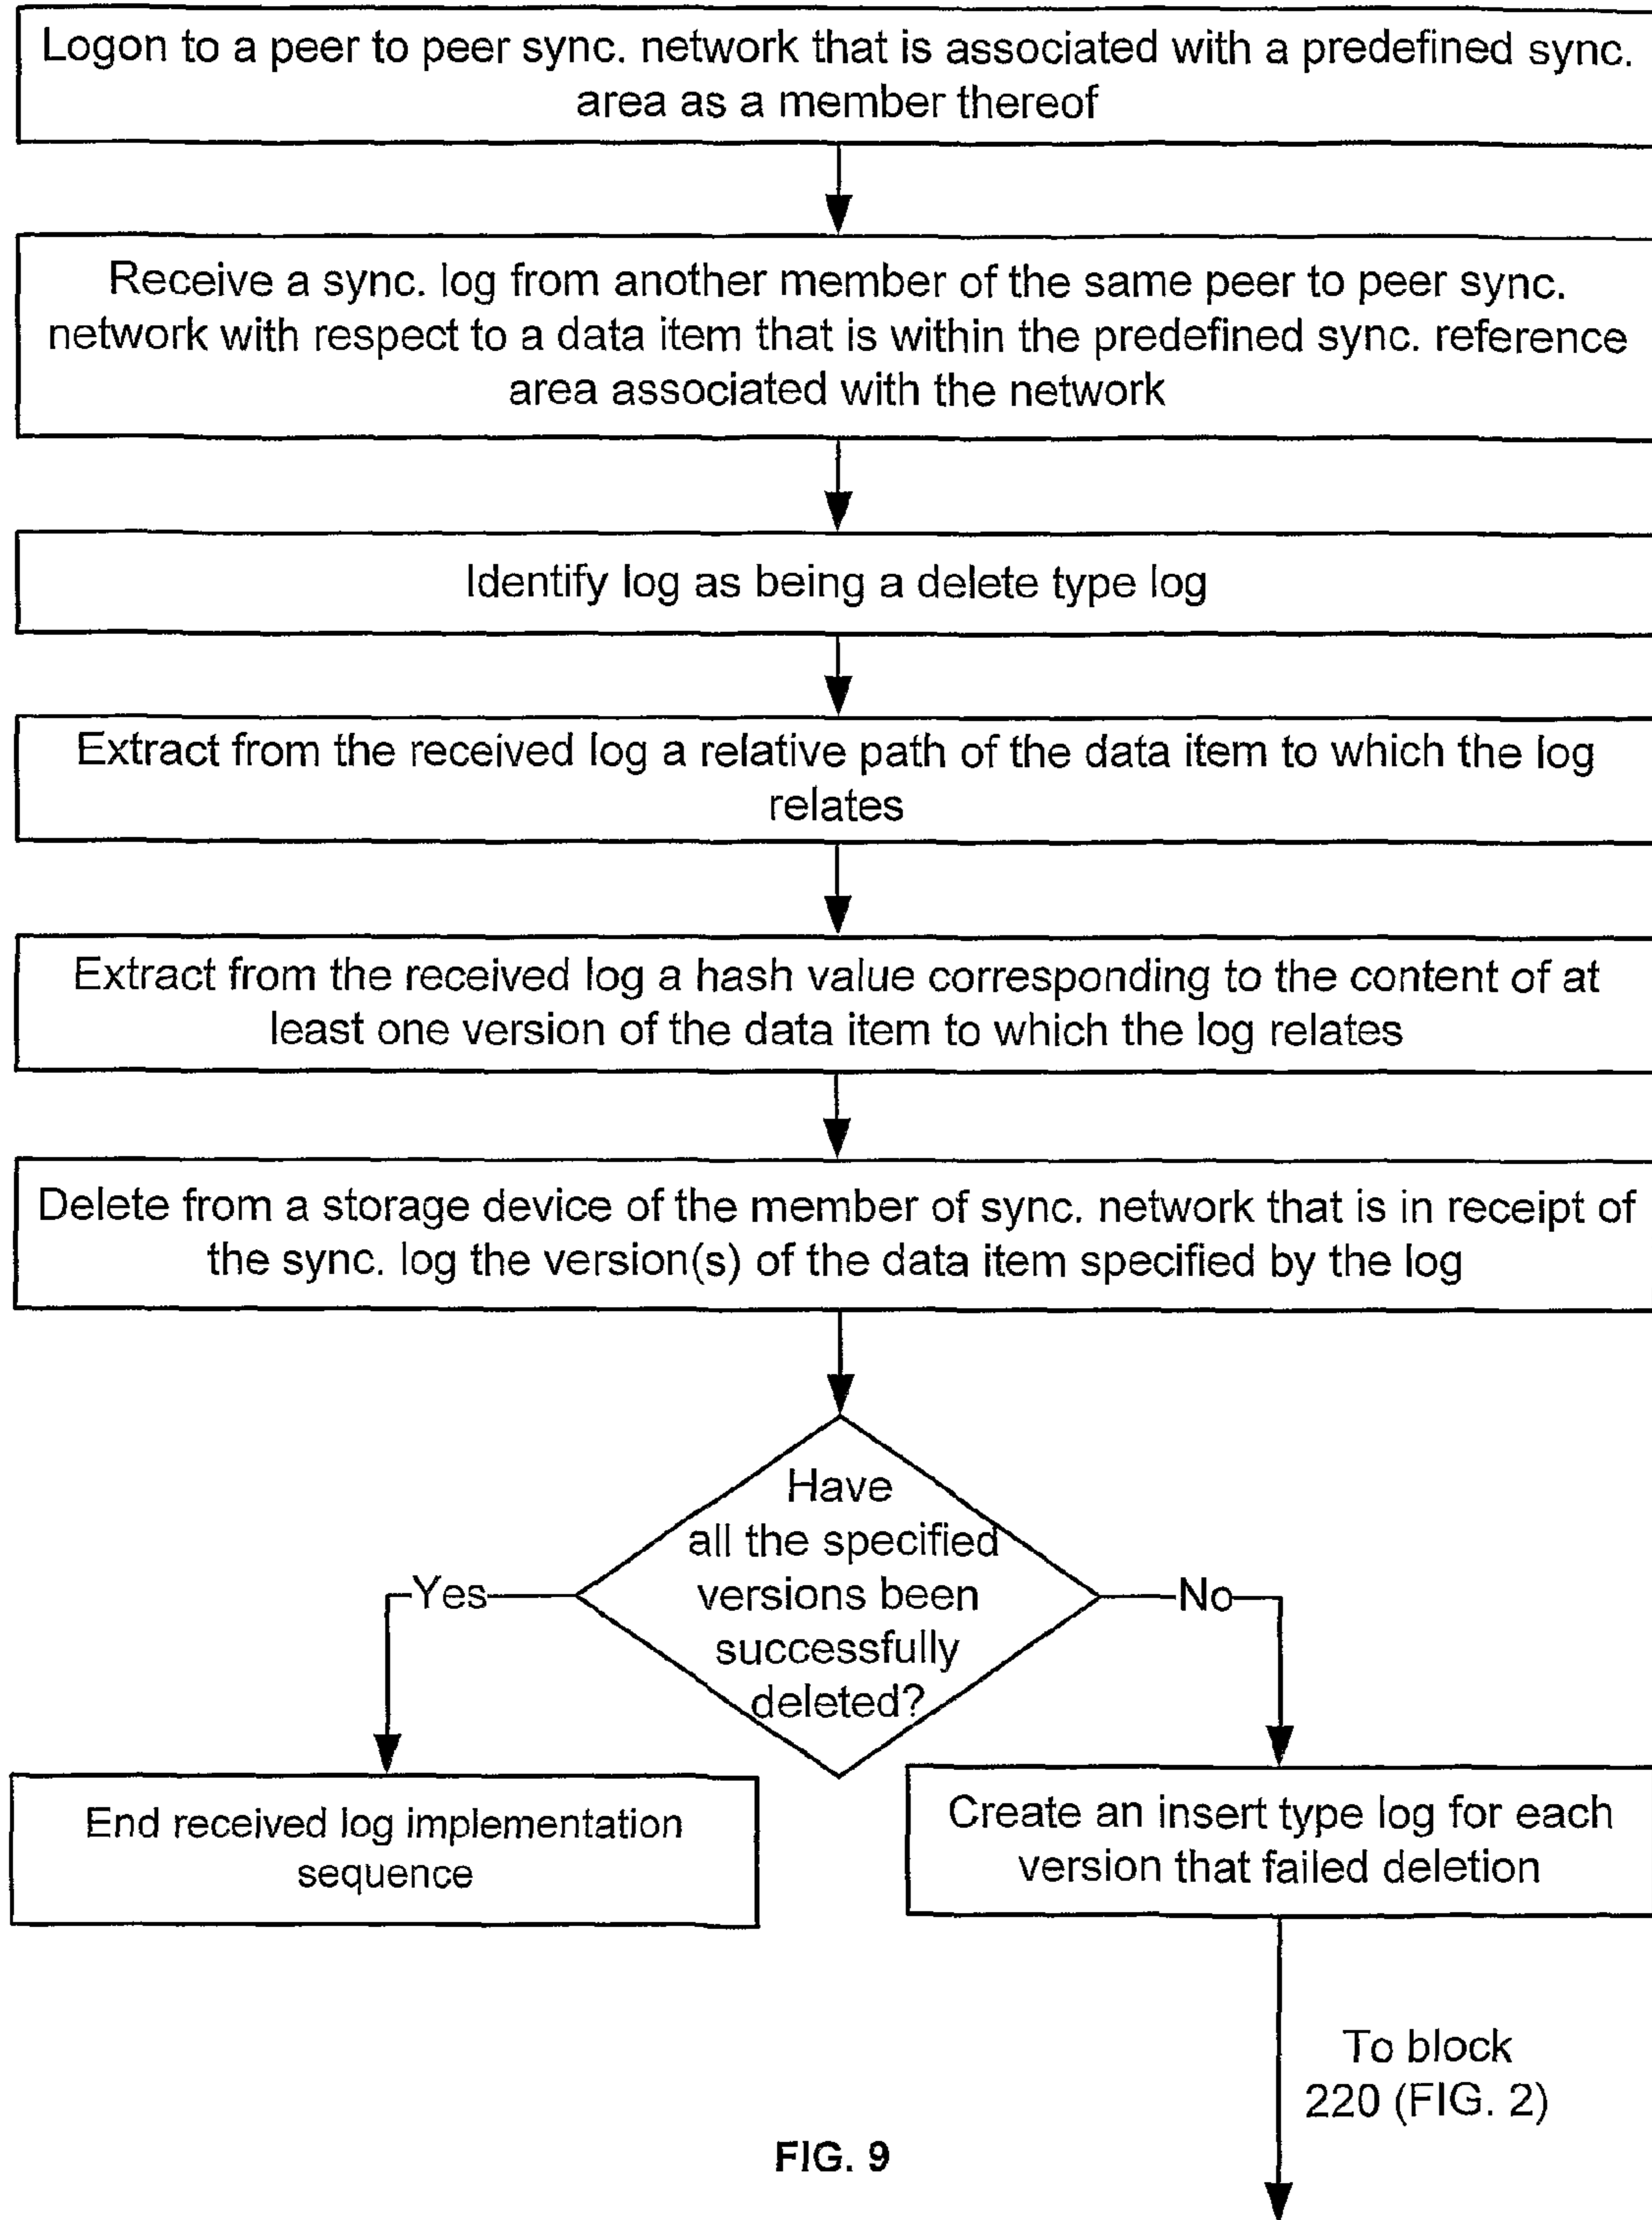 Logon to a peer to peer sync. network that is associated with a predefined sync.
area as a member thereof
Receive a sync. log from another member of the same peer to peer sync.
network with respect to a data item that is within the predefined sync. reference
area associated with the network
Identify log as being a delete type log
Extract from the received log a relative path of the data item to which the log
relates
Extract from the received log a hash value corresponding to the content of at
least one version of the data item to which the log relates
Delete from a storage device of the member of sync. network that is in receipt of
the sync. log the version(s) of the data item specified by the log
Have
all the specified
versions been
successfully
deleted?
Yes
No
End received log implementation
sequence
Create an insert type log for each
version that failed deletion
To block
220 (FIG. 2)
FIG. 9